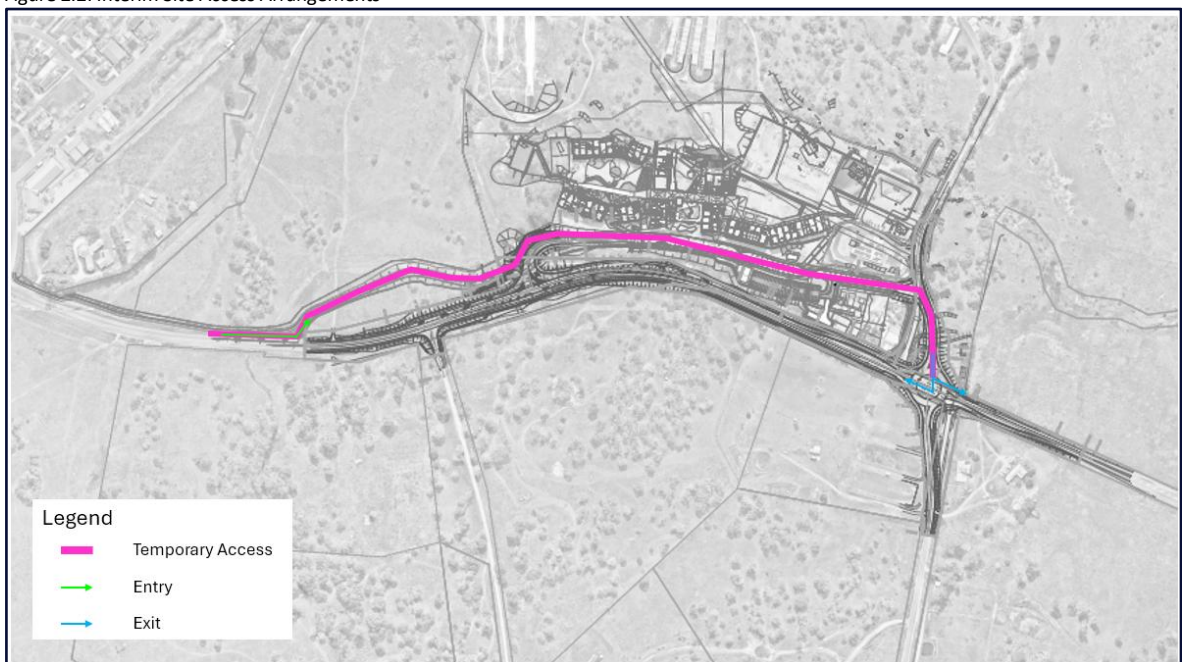 Figure 2.2: Interim Site Access Arrangements
Legend
Temporary Access
Entry
Exit